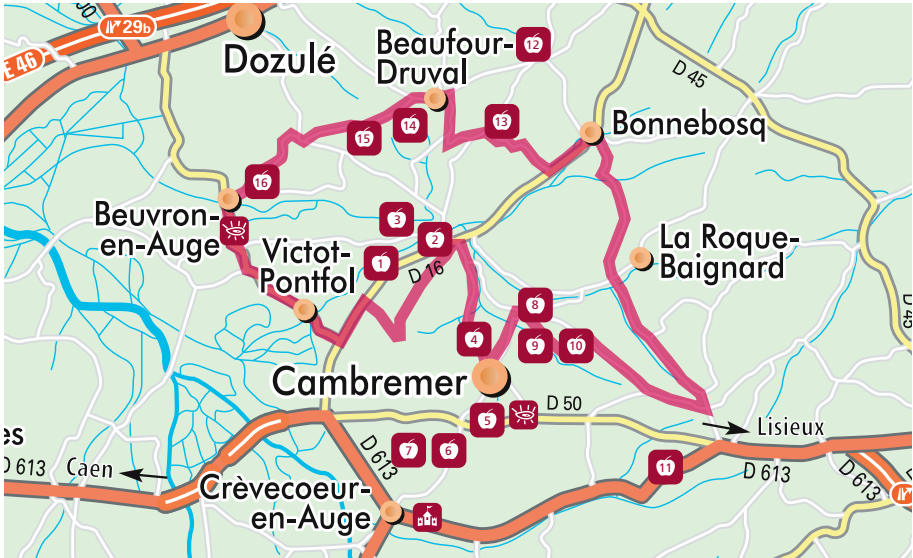 29b
E 46
Dozulé
Beaufour-
Druval
12
D 45
13
14
15
Bonnebosq
16
Beuvron-
en-Auge
3
2
1
D 16
Victot-
Pontfol
La Roque-
Baignard
8
D 45
4
9
10
Cambremer
5
D 50
Lisieux
es
D 613
Caen
7
6
D 613
11
D 613
D 613
Crèvecoeur-
en-Auge